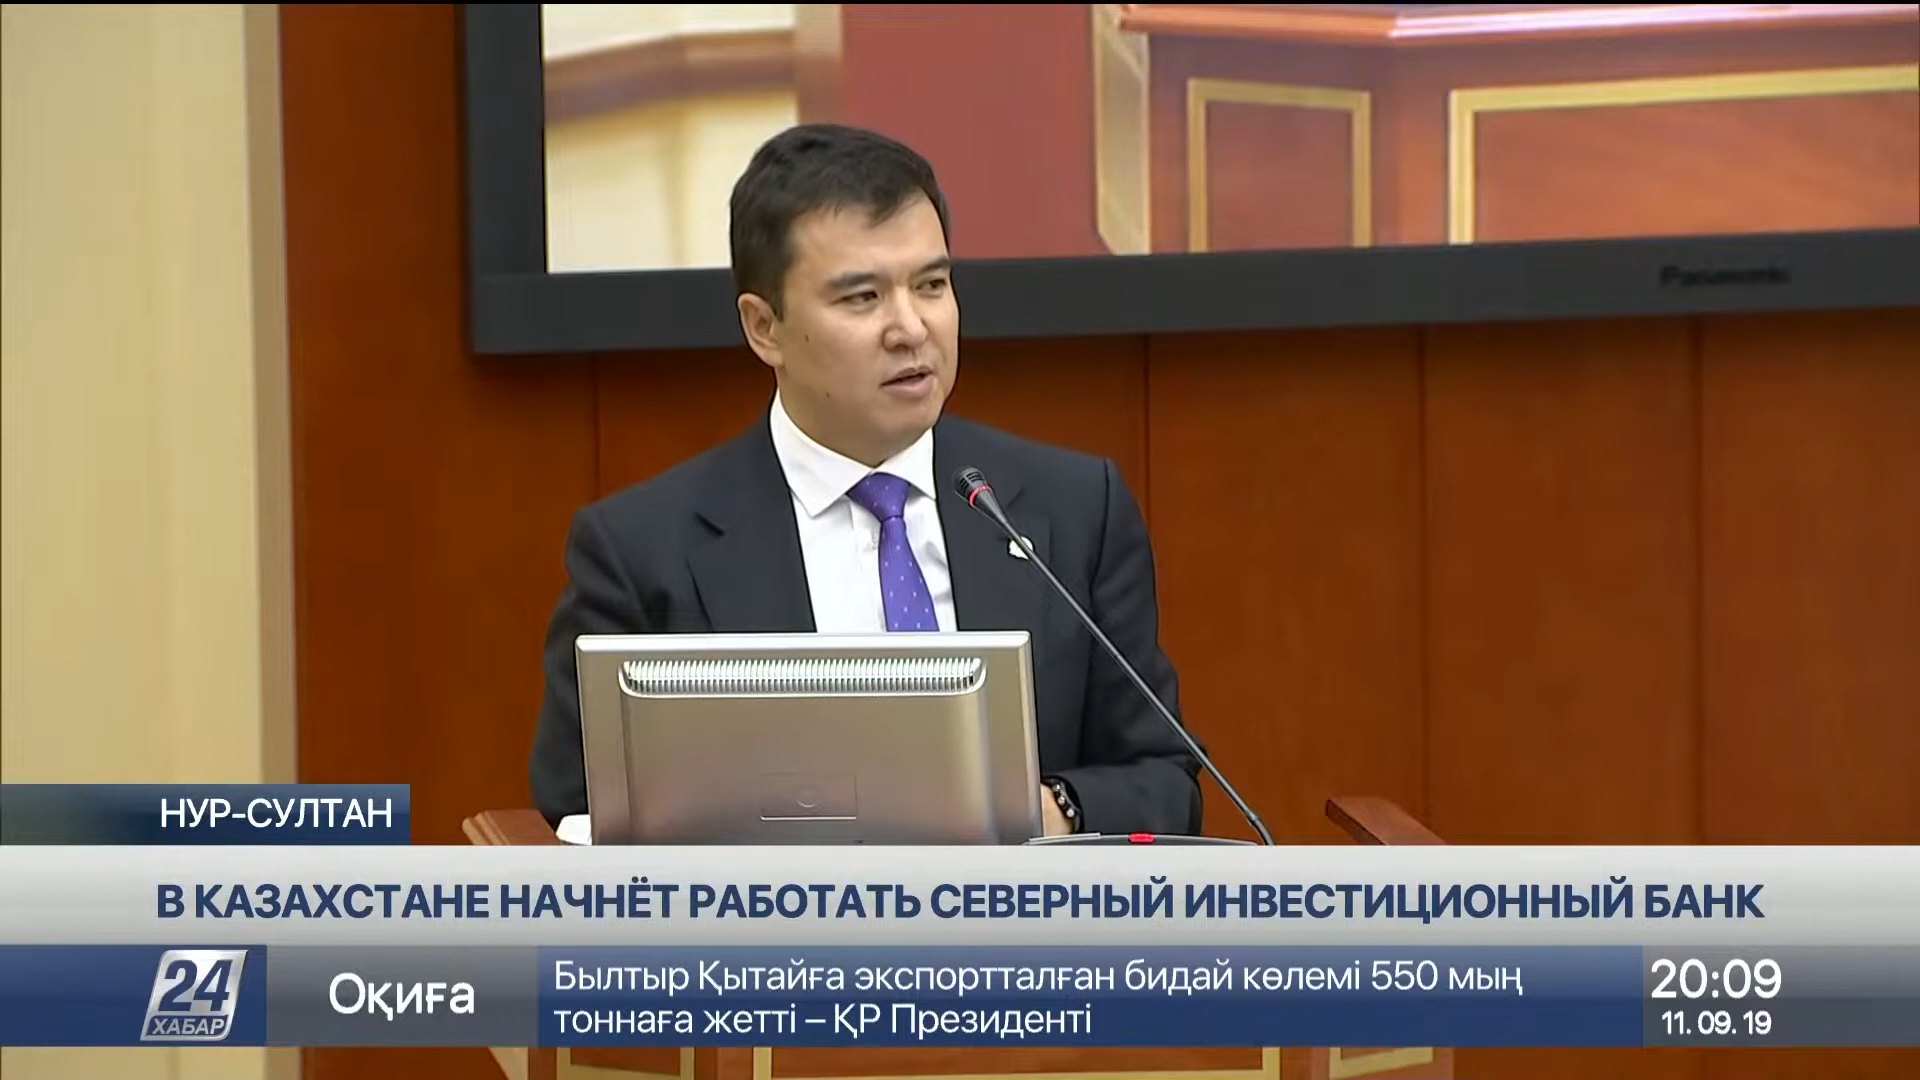 Panasonic
НУР-СУЛТАН
В КАЗАХСТАНЕ НАЧНЁТ РАБОТАТЬ СЕВЕРНЫЙ ИНВЕСТИЦИОННЫЙ БАНК
24
ХАБАР
Оқиға
Былтыр Қытайға экспортталған бидай көлемі 550 мың
тоннаға жетті – ҚР Президенті
20:09
11. 09. 19